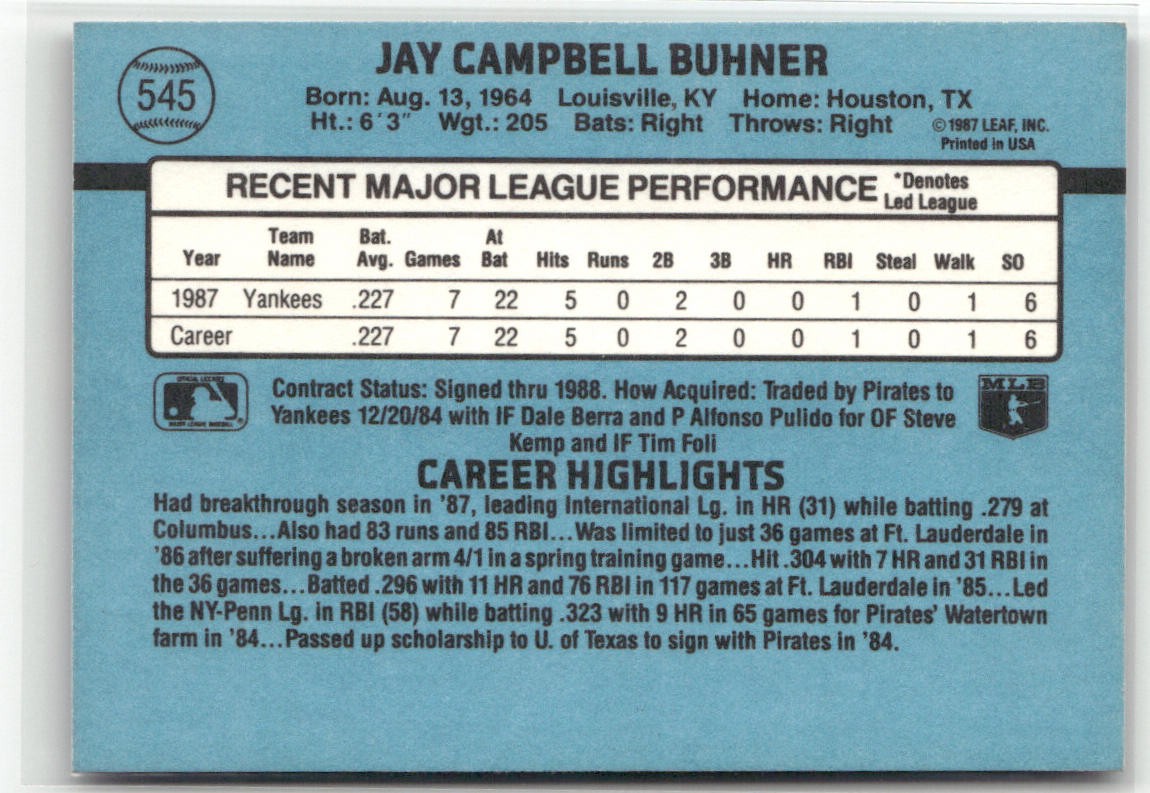 545
JAY CAMPBELL BUHNER
Born: Aug. 13, 1964 Louisville, KY Home: Houston, TX
Ht.: 6'3" Wgt.: 205 Bats: Right Throws: Right ©1987 LEAF, INC.
Printed in USA
RECENT MAJOR LEAGUE PERFORMANCE *Denotes
Led League
Year Team Name Bat. Avg. Games At Bat Hits Runs 2B 3B HR RBI Steal Walk SO
1987 Yankees .227 7 22 5 0 2 0 0 1 0 1 6
Career .227 7 22 5 0 2 0 0 1 0 1 6
OFFICIAL LICENSEE
MAJOR LEAGUE BASEBALL
MLB
Contract Status: Signed thru 1988. How Acquired: Traded by Pirates to
Yankees 12/20/84 with IF Dale Berra and P Alfonso Pulido for OF Steve
Kemp and IF Tim Foli
CAREER HIGHLIGHTS
Had breakthrough season in '87, leading International Lg. in HR (31) while batting .279 at
Columbus...Also had 83 runs and 85 RBI...Was limited to just 36 games at Ft. Lauderdale in
'86 after suffering a broken arm 4/1 in a spring training game...Hit .304 with 7 HR and 31 RBI in
the 36 games...Batted .296 with 11 HR and 76 RBI in 117 games at Ft. Lauderdale in '85...Led
the NY-Penn Lg. in RBI (58) while batting .323 with 9 HR in 65 games for Pirates' Watertown
farm in '84...Passed up scholarship to U. of Texas to sign with Pirates in '84.